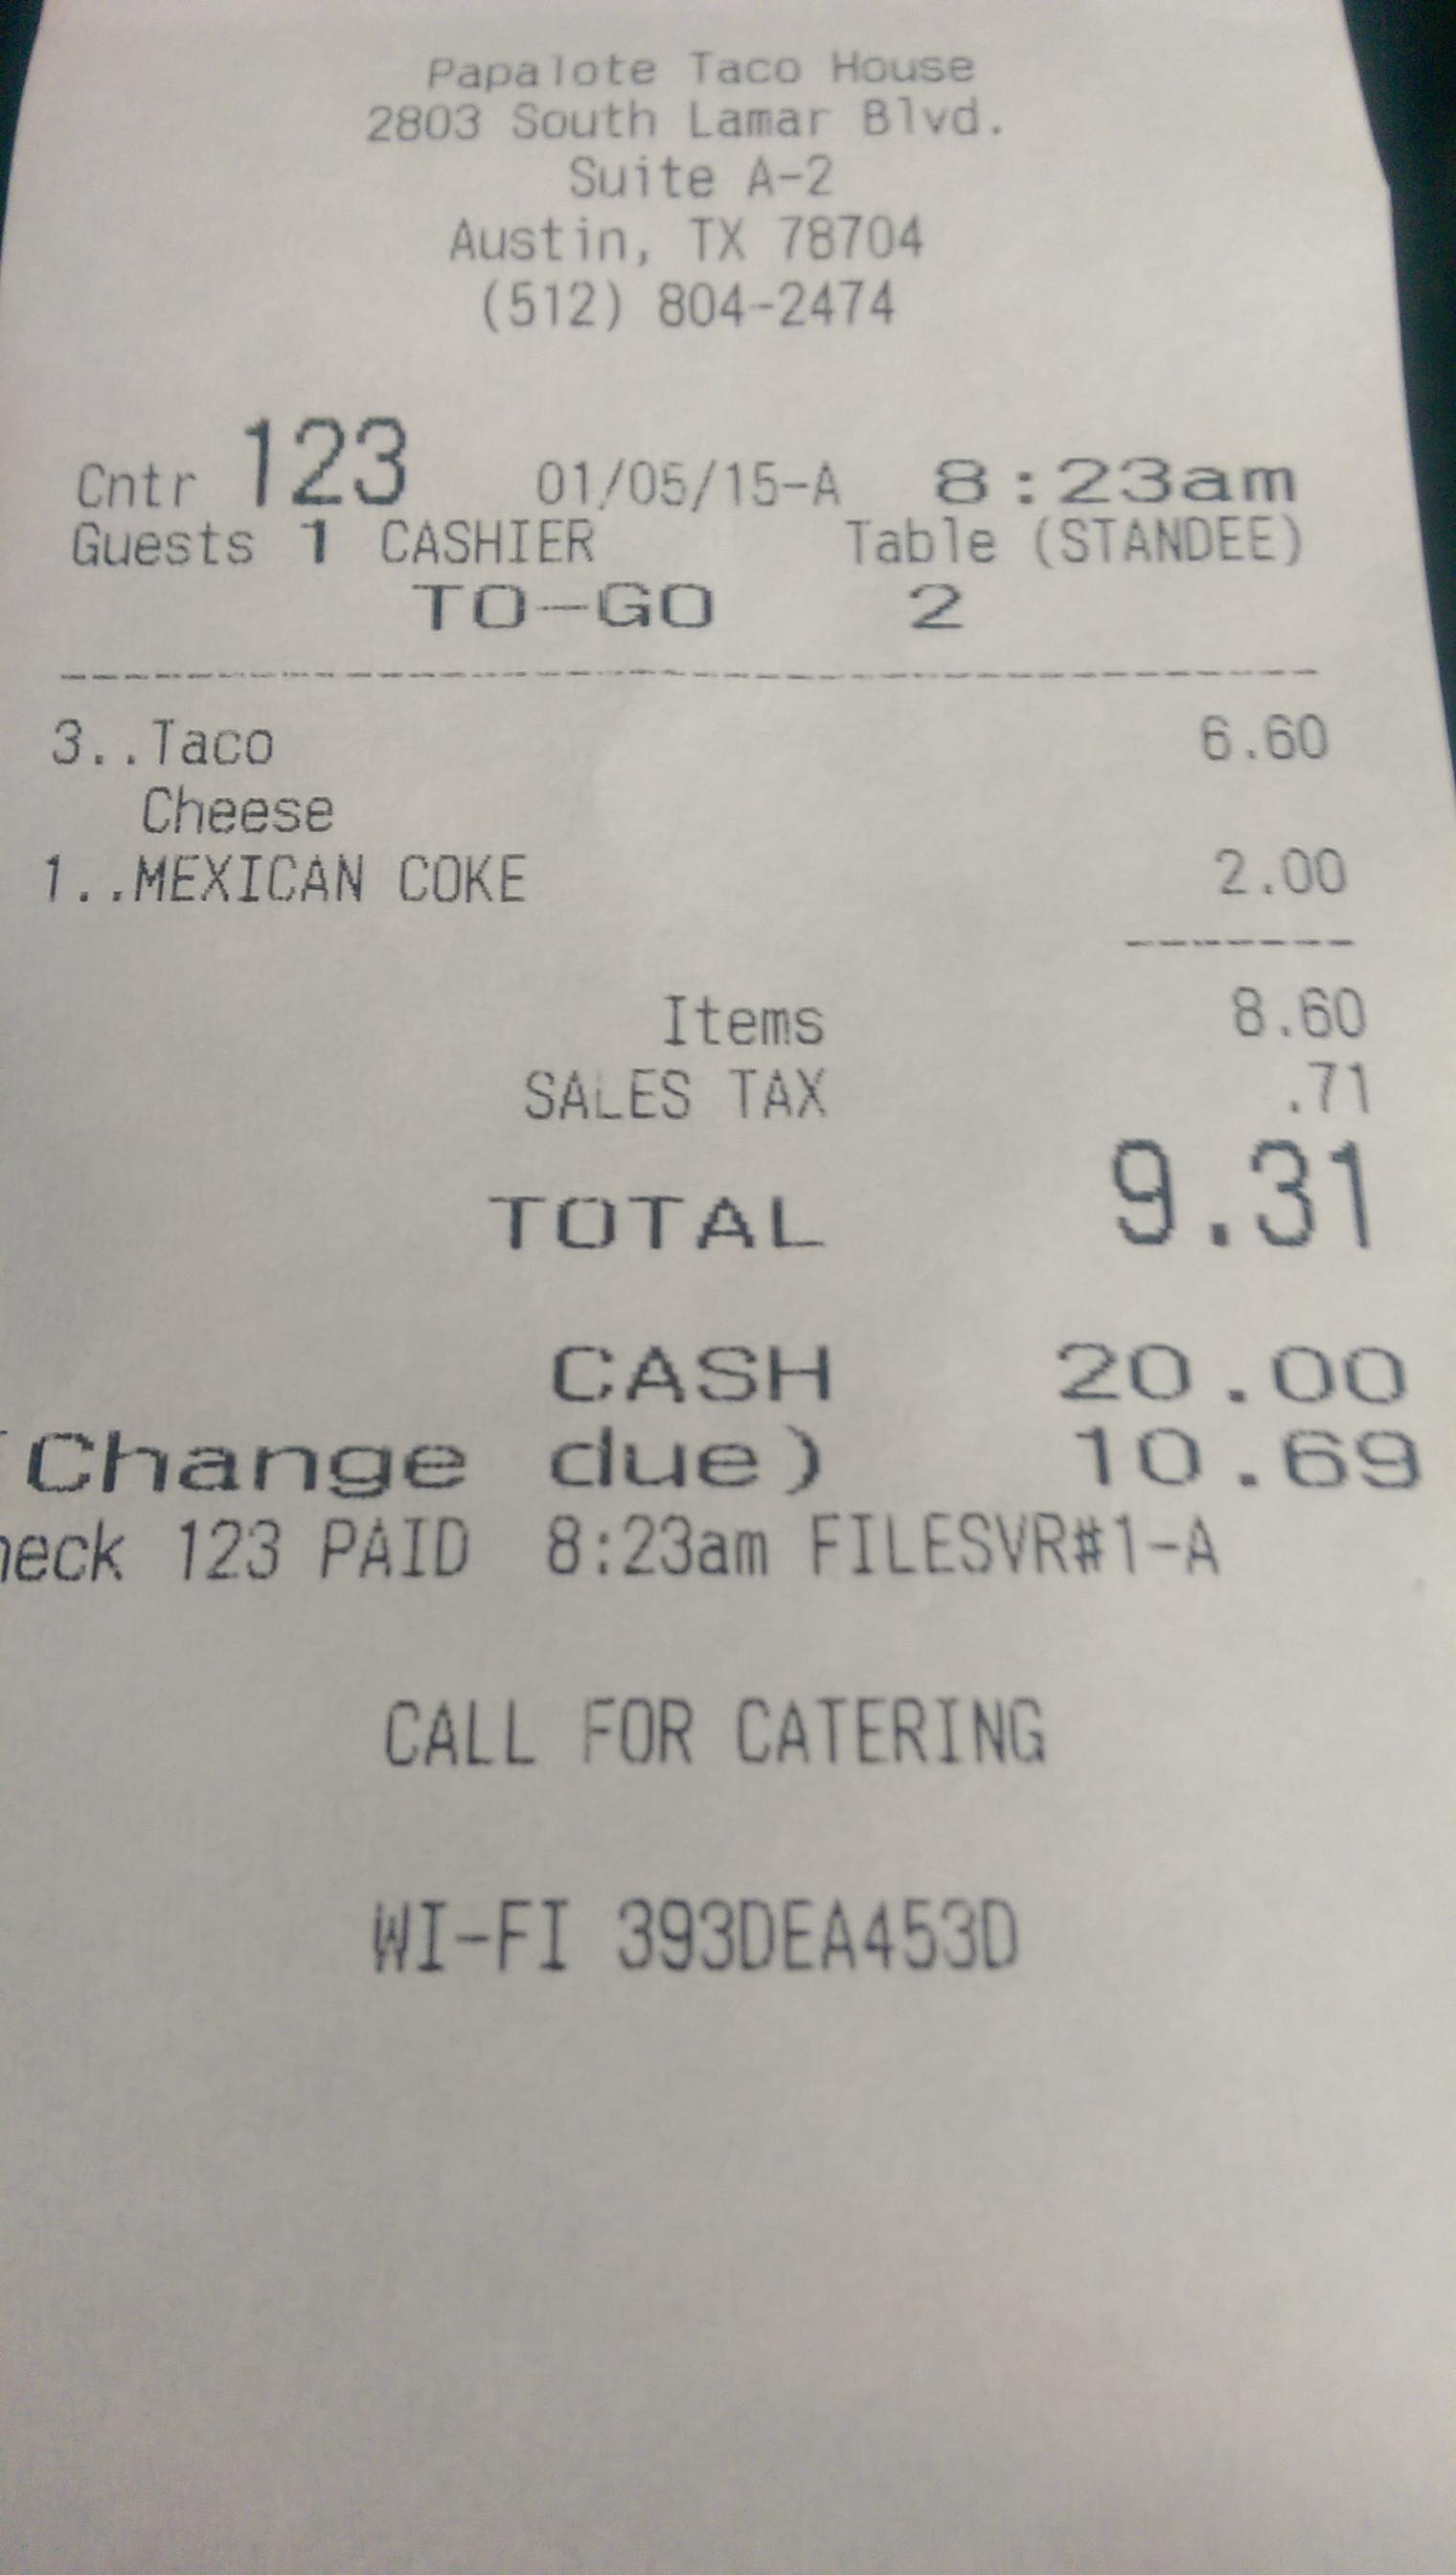 Papalote Taco House
2803 South Lamar Blvd.
Suite A-2
Austin, TX 78704
(512) 804-2474
Cntr 123 01/05/15-A 8:23am
Guests 1 CASHIER Table (STANDEE)
TO-GO 2
3..Taco 6.60
Cheese
1..MEXICAN COKE 2.00
Items 8.60
SALES TAX .71
TOTAL 9.31
CASH 20.00
(Change due) 10.69
heck 123 PAID 8:23am FILESVR#1-A
CALL FOR CATERING
WI-FI 393DEA453D